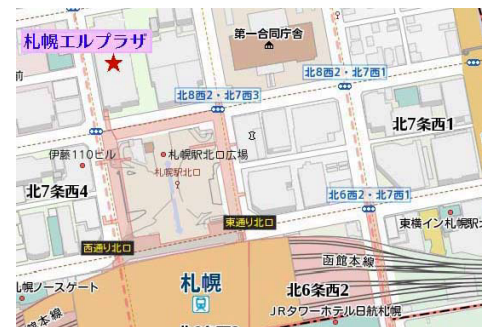 札幌エルプラザ
第一合同庁舎
前
北8西2・北7西1
北8西2・北7西3
北7条西1
伊藤110ビル
札幌駅北口広場
札幌駅北口
北7条西4
北6西2・北7西1
東通り北口
東横イン札幌駅
西通り北口
函館本線
札幌
札幌ノースゲート
北6条西2
JRタワーホテル日航札幌
館本線